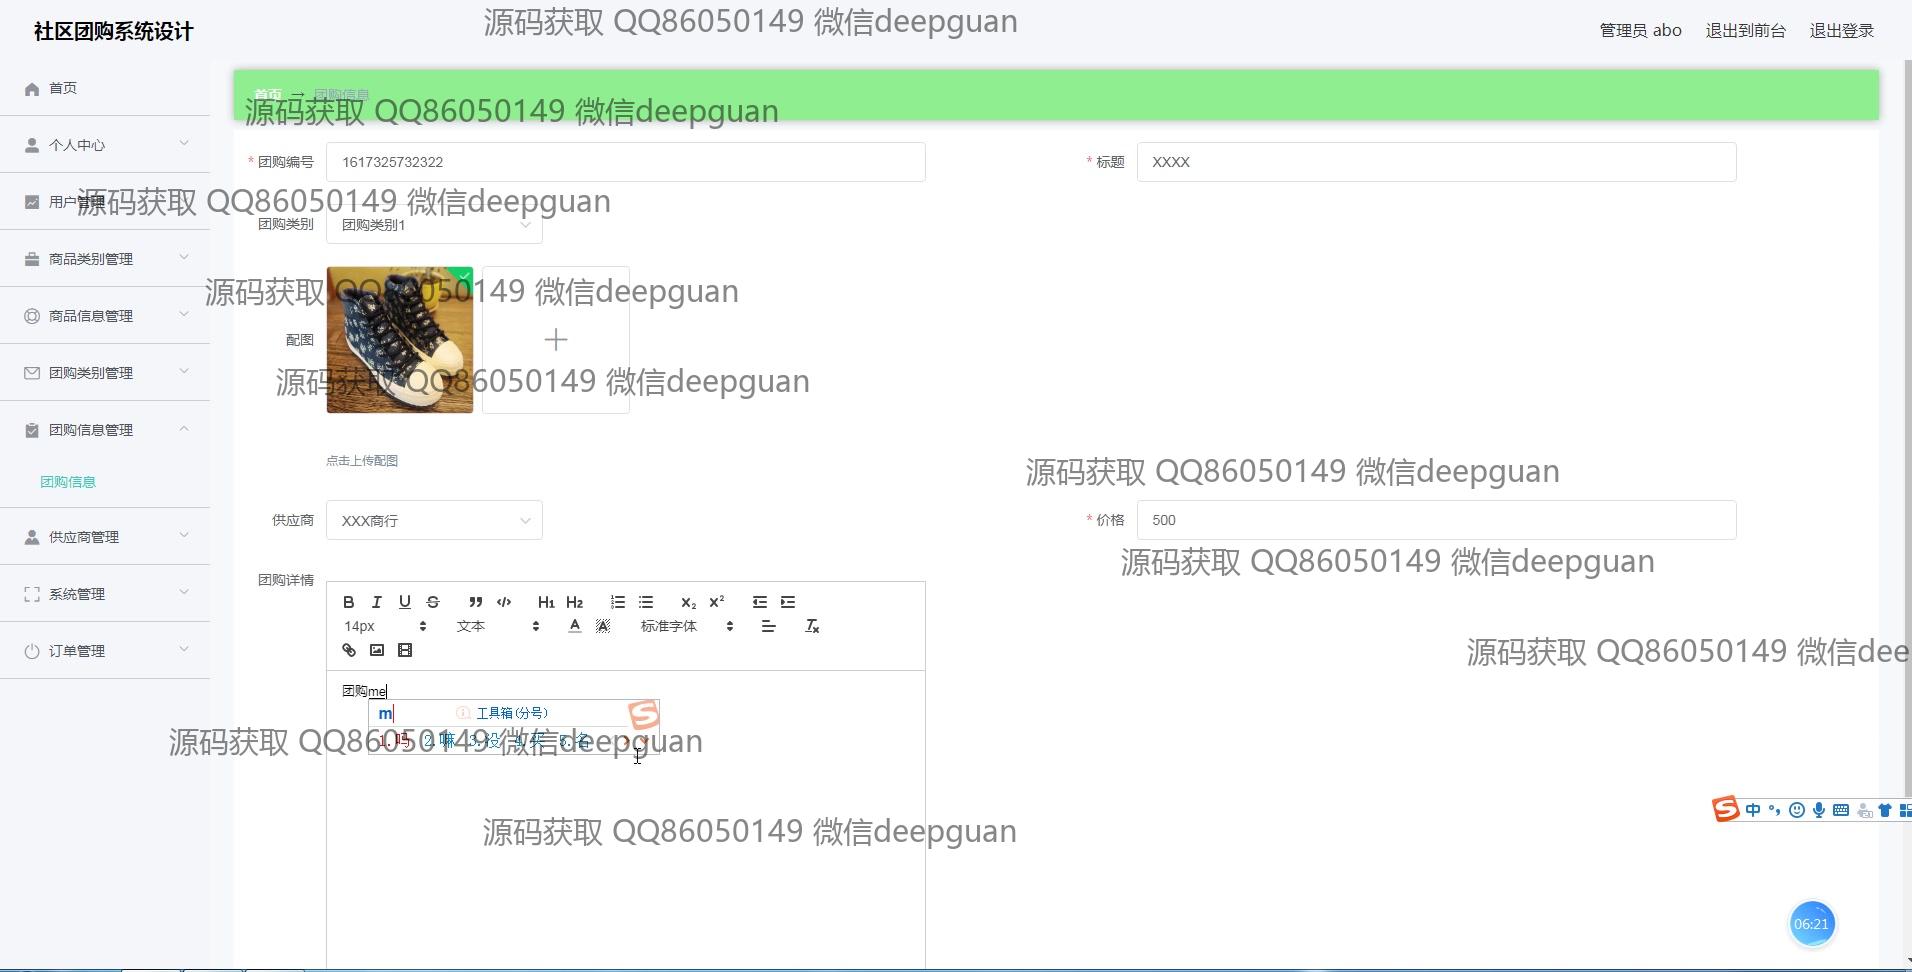 社区团购系统设计
源码获取 QQ86050149 微信deepguan
管理员 abo 退出到前台 退出登录
首页
个人中心
用户管理
商品类别管理
商品信息管理
团购类别管理
团购信息管理
团购信息
供应商管理
系统管理
订单管理
首页 → 团购信息
源码获取 QQ86050149 微信deepguan
* 团购编号 1617325732322
* 标题 XXXX
源码获取 QQ86050149 微信deepguan
团购类别 团购类别1
源码获取 QQ86050149 微信deepguan
配图
源码获取 QQ86050149 微信deepguan
点击上传配图
源码获取 QQ86050149 微信deepguan
供应商 XXX商行
* 价格 500
源码获取 QQ86050149 微信deepguan
团购详情
B I U S H1 H2 X2 X2
14px 文本 A A 标准字体 Tx
源码获取 QQ86050149 微信dee
团购me
m 工具箱(分号)
1.吗 2.嘛 3.没 4.买 5.名
源码获取 QQ86050149 微信deepguan
中
源码获取 QQ86050149 微信deepguan
06:21